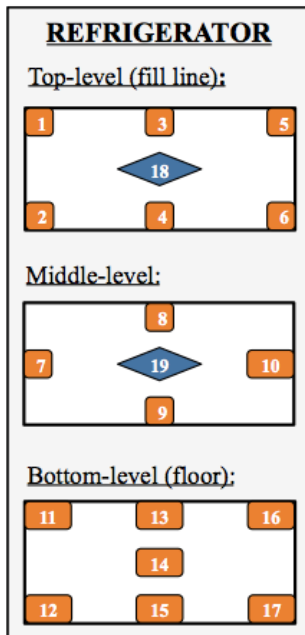 REFRIGERATOR
Top-level (fill line):
1 3 5
18
2 4 6
Middle-level:
8
7 19 10
9
Bottom-level (floor):
11 13 16
14
12 15 17